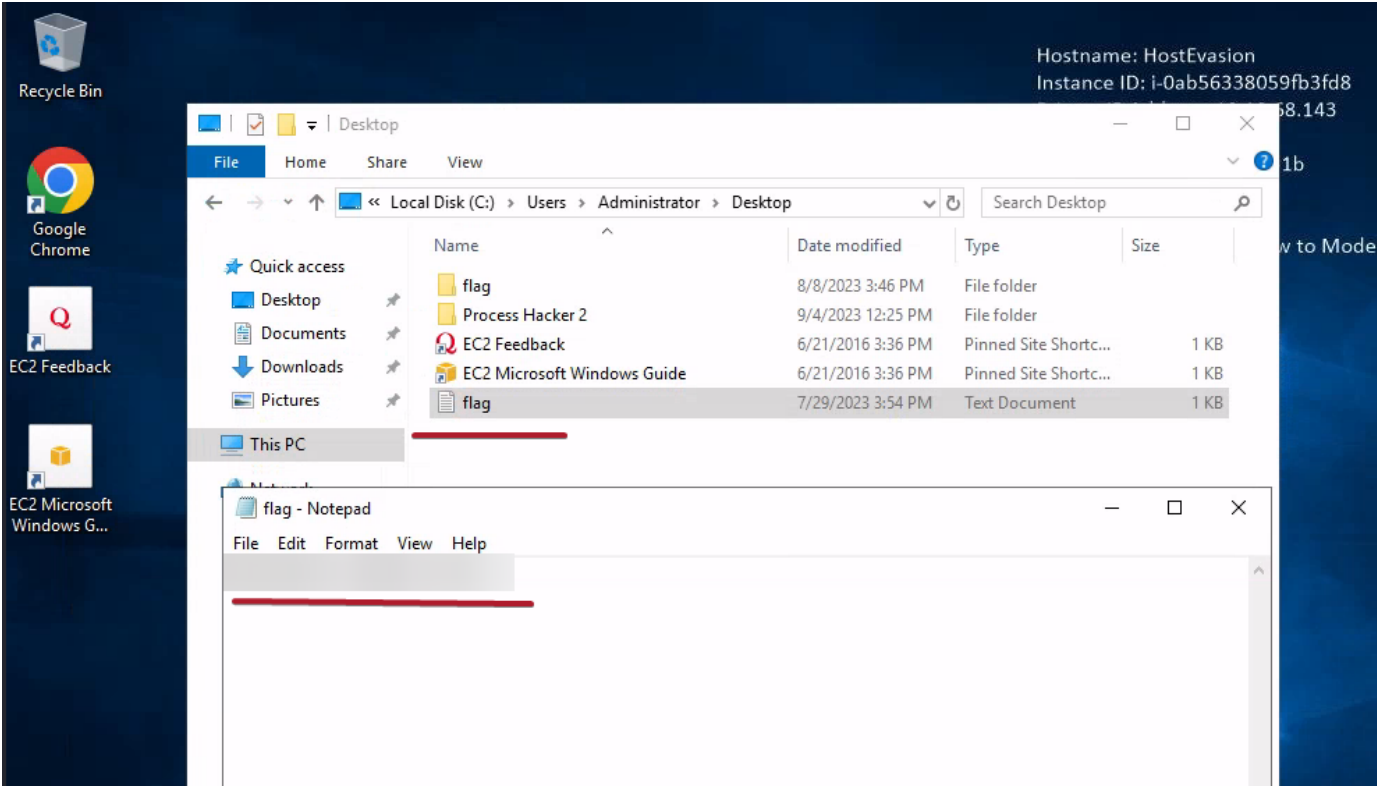 Recycle Bin
Google
Chrome
EC2 Feedback
EC2 Microsoft
Windows G...
Hostname: HostEvasion
Instance ID: i-0ab56338059fb3fd8
68.143
1b
w to Mode
Desktop
File Home Share View
« Local Disk (C:) › Users › Administrator › Desktop
Search Desktop
Quick access
Desktop
Documents
Downloads
Pictures
This PC
Network
Name Date modified Type Size
flag 8/8/2023 3:46 PM File folder
Process Hacker 2 9/4/2023 12:25 PM File folder
EC2 Feedback 6/21/2016 3:36 PM Pinned Site Shortc... 1 KB
EC2 Microsoft Windows Guide 6/21/2016 3:36 PM Pinned Site Shortc... 1 KB
flag 7/29/2023 3:54 PM Text Document 1 KB
flag - Notepad
File Edit Format View Help